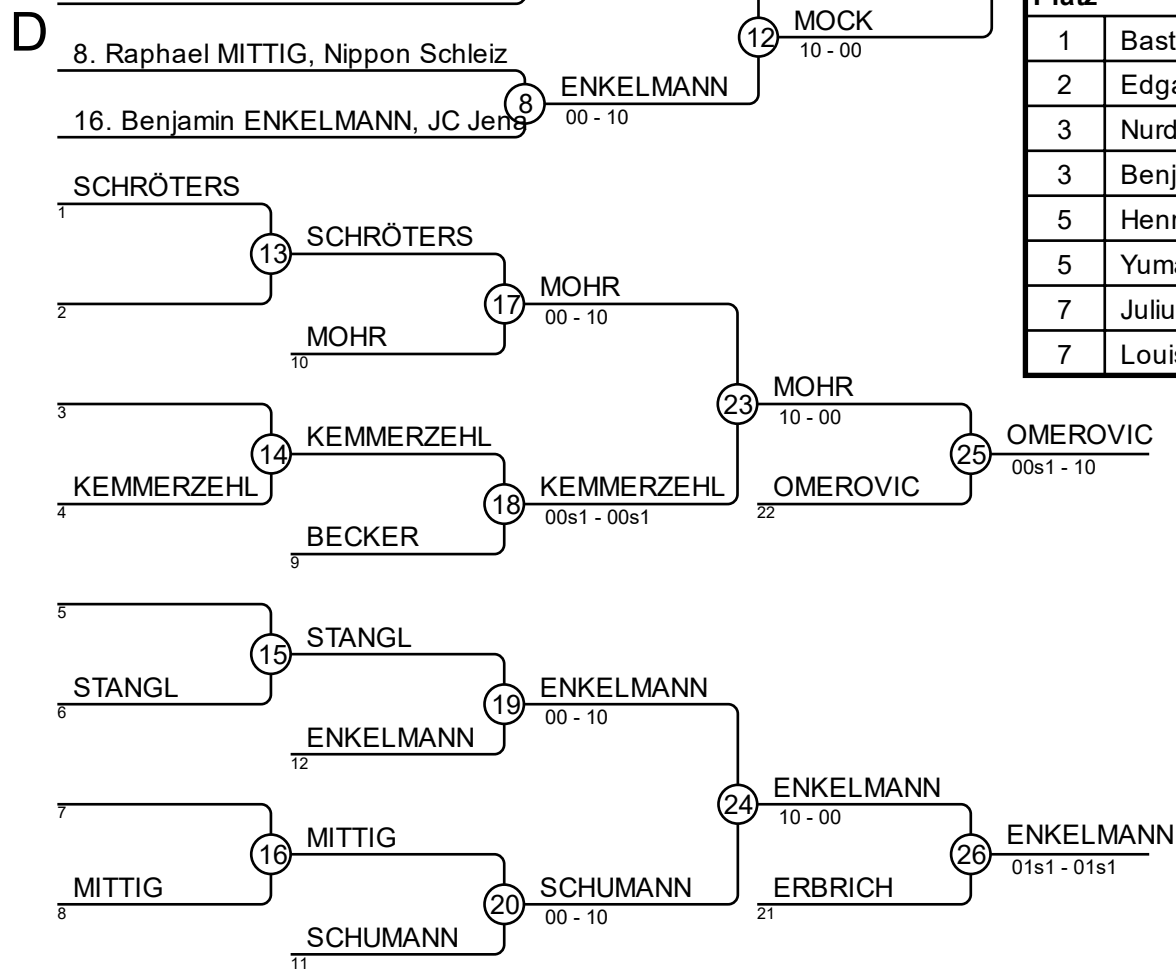 D
MOCK
12
10 - 00
8. Raphael MITTIG, Nippon Schleiz
ENKELMANN
8
00 - 10
16. Benjamin ENKELMANN, JC Jena
SCHRÖTERS
1
13
SCHRÖTERS
2
17
MOHR
00 - 10
MOHR
10
3
14
KEMMERZEHL
KEMMERZEHL
4
18
KEMMERZEHL
00s1 - 00s1
BECKER
9
23
MOHR
10 - 00
25
OMEROVIC
00s1 - 10
OMEROVIC
22
5
15
STANGL
STANGL
6
19
ENKELMANN
00 - 10
ENKELMANN
12
7
16
MITTIG
MITTIG
8
20
SCHUMANN
00 - 10
SCHUMANN
11
24
ENKELMANN
10 - 00
26
ENKELMANN
01s1 - 01s1
ERBRICH
21
Platz
1 Bast
2 Edga
3 Nurd
3 Benj
5 Henr
5 Yuma
7 Juliu
7 Louis